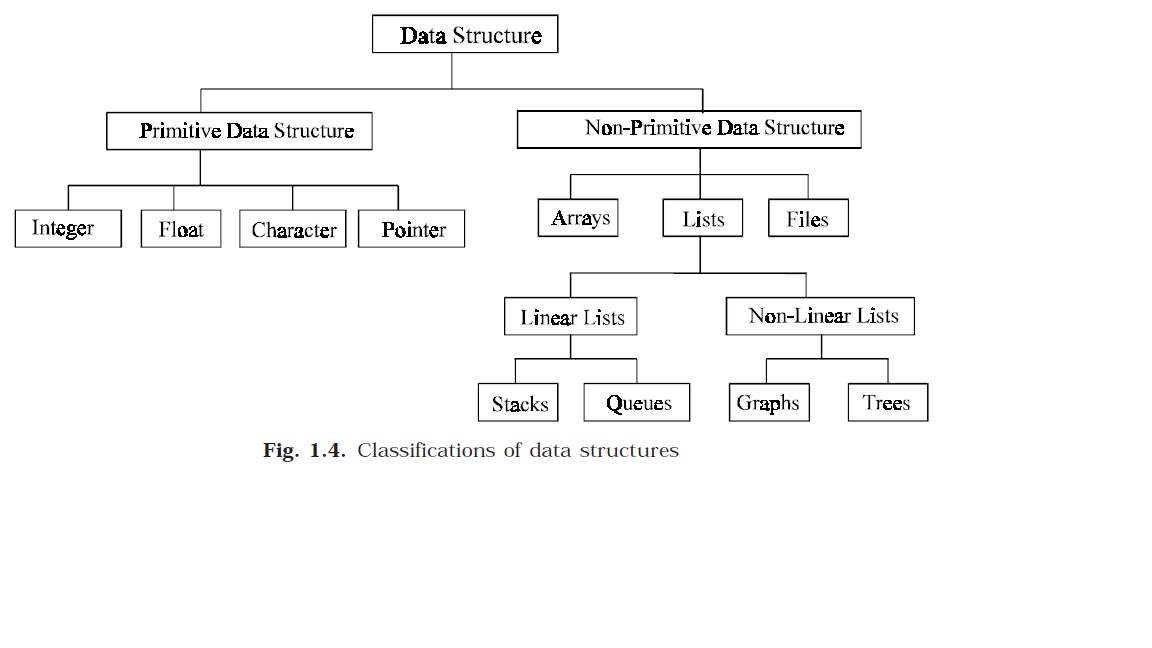 Data Structure
Primitive Data Structure
Non-Primitive Data Structure
Integer
Float
Character
Pointer
Arrays
Lists
Files
Linear Lists
Non-Linear Lists
Stacks
Queues
Graphs
Trees
Fig. 1.4. Classifications of data structures